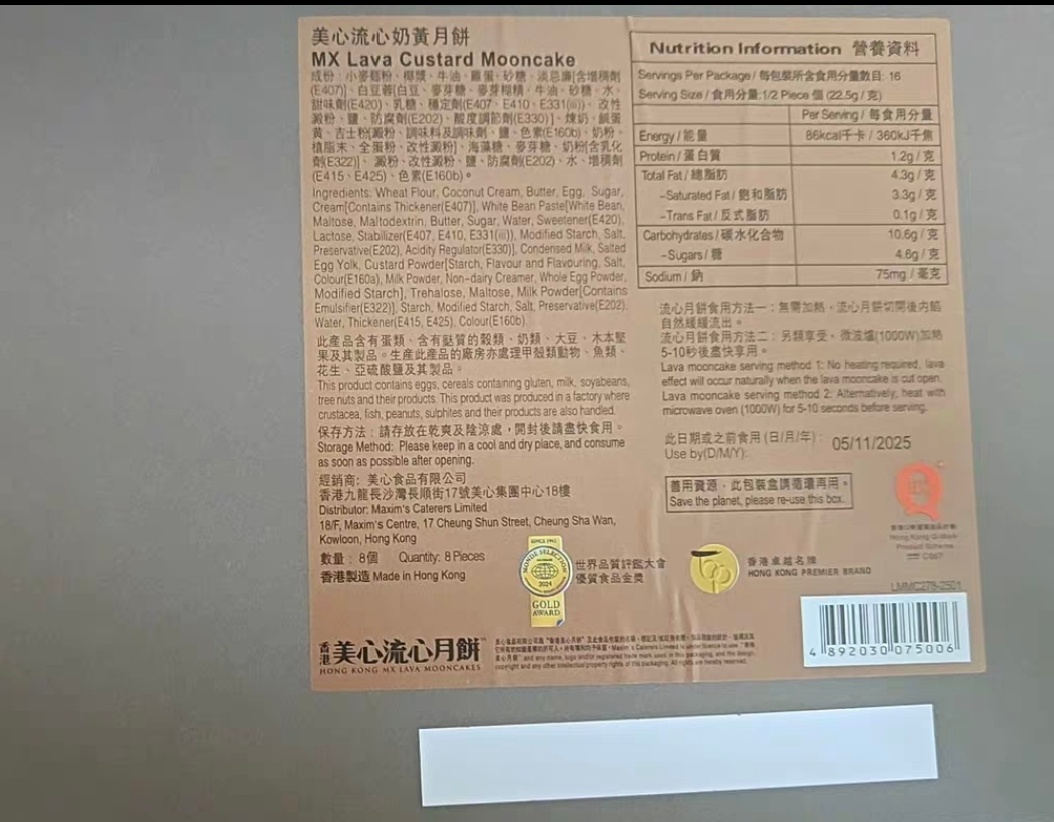 美心流心奶黃月餅
MX Lava Custard Mooncake
成份：小麥麵粉、椰漿、牛油、雞蛋、砂糖、淡忌廉[含增稠劑
(E407)]、白豆蓉[白豆、麥芽糖、麥芽糊精、牛油、砂糖、水、
甜味劑(E420)、乳糖、穩定劑(E407、E410、E331(iii))、改性
澱粉、鹽、防腐劑(E202)、酸度調節劑(E330)]、煉奶、鹹蛋
黃、吉士粉[澱粉、調味料及調味劑、鹽、色素(E160b)、奶粉、
植脂末、全蛋粉、改性澱粉]、海藻糖、麥芽糖、奶粉[含乳化
劑(E322)]、澱粉、改性澱粉、鹽、防腐劑(E202)、水、增稠劑
(E415、E425)、色素(E160b)。
Ingredients: Wheat Flour, Coconut Cream, Butter, Egg, Sugar,
Cream[Contains Thickener(E407)], White Bean Paste[White Bean,
Maltose, Maltodextrin, Butter, Sugar, Water, Sweetener(E420),
Lactose, Stabilizer(E407, E410, E331(iii)), Modified Starch, Salt,
Preservative(E202), Acidity Regulator(E330)], Condensed Milk, Salted
Egg Yolk, Custard Powder[Starch, Flavour and Flavouring, Salt,
Colour(E160a), Milk Powder, Non-dairy Creamer, Whole Egg Powder,
Modified Starch], Trehalose, Maltose, Milk Powder[Contains
Emulsifier(E322)], Starch, Modified Starch, Salt, Preservative(E202),
Water, Thickener(E415, E425), Colour(E160b).
此產品含有蛋類、含有麩質的穀類、奶類、大豆、木本堅
果及其製品。生產此產品的廠房亦處理甲殼類動物、魚類、
花生、亞硫酸鹽及其製品。
This product contains eggs, cereals containing gluten, milk, soyabeans,
tree nuts and their products. This product was produced in a factory where
crustacea, fish, peanuts, sulphites and their products are also handled.
保存方法：請存放在乾爽及陰涼處，開封後請盡快食用。
Storage Method: Please keep in a cool and dry place, and consume
as soon as possible after opening.
經銷商：美心食品有限公司
香港九龍長沙灣長順街17號美心集團中心18樓
Distributor: Maxim's Caterers Limited
18/F, Maxim's Centre, 17 Cheung Shun Street, Cheung Sha Wan,
Kowloon, Hong Kong
數量：8個 Quantity: 8 Pieces
香港製造 Made in Hong Kong
Nutrition Information 營養資料
Servings Per Package / 每包裝所含食用分量數目: 16
Serving Size / 食用分量:1/2 Piece 個 (22.5g / 克)
Per Serving / 每食用分量
Energy / 能量 86kcal千卡 / 360kJ千焦
Protein / 蛋白質 1.2g / 克
Total Fat / 總脂肪 4.3g / 克
-Saturated Fat / 飽和脂肪 3.3g / 克
-Trans Fat / 反式脂肪 0.1g / 克
Carbohydrates / 碳水化合物 10.6g / 克
-Sugars / 糖 4.6g / 克
Sodium / 鈉 75mg / 毫克
流心月餅食用方法一：無需加熱，流心月餅切開後內餡
自然緩緩流出。
流心月餅食用方法二：另類享受，微波爐(1000W)加熱
5-10秒後盡快享用。
Lava mooncake serving method 1: No heating required, lava
effect will occur naturally when the lava mooncake is cut open.
Lava mooncake serving method 2: Alternatively, heat with
microwave oven (1000W) for 5-10 seconds before serving.
此日期或之前食用 (日/月/年):
Use by(D/M/Y):
05/11/2025
善用資源，此包裝盒請循環再用。
Save the planet, please re-use this box.
Hong Kong Q-Mark
Product Scheme
SINCE 1961
MONDE SELECTION
2024
GOLD
AWARD
世界品質評鑑大會
優質食品金獎
Top
香港卓越名牌
HONG KONG PREMIER BRAND
LMMC278-2501
4 892030 075006
香港美心流心月餅
HONG KONG MX LAVA MOONCAKES